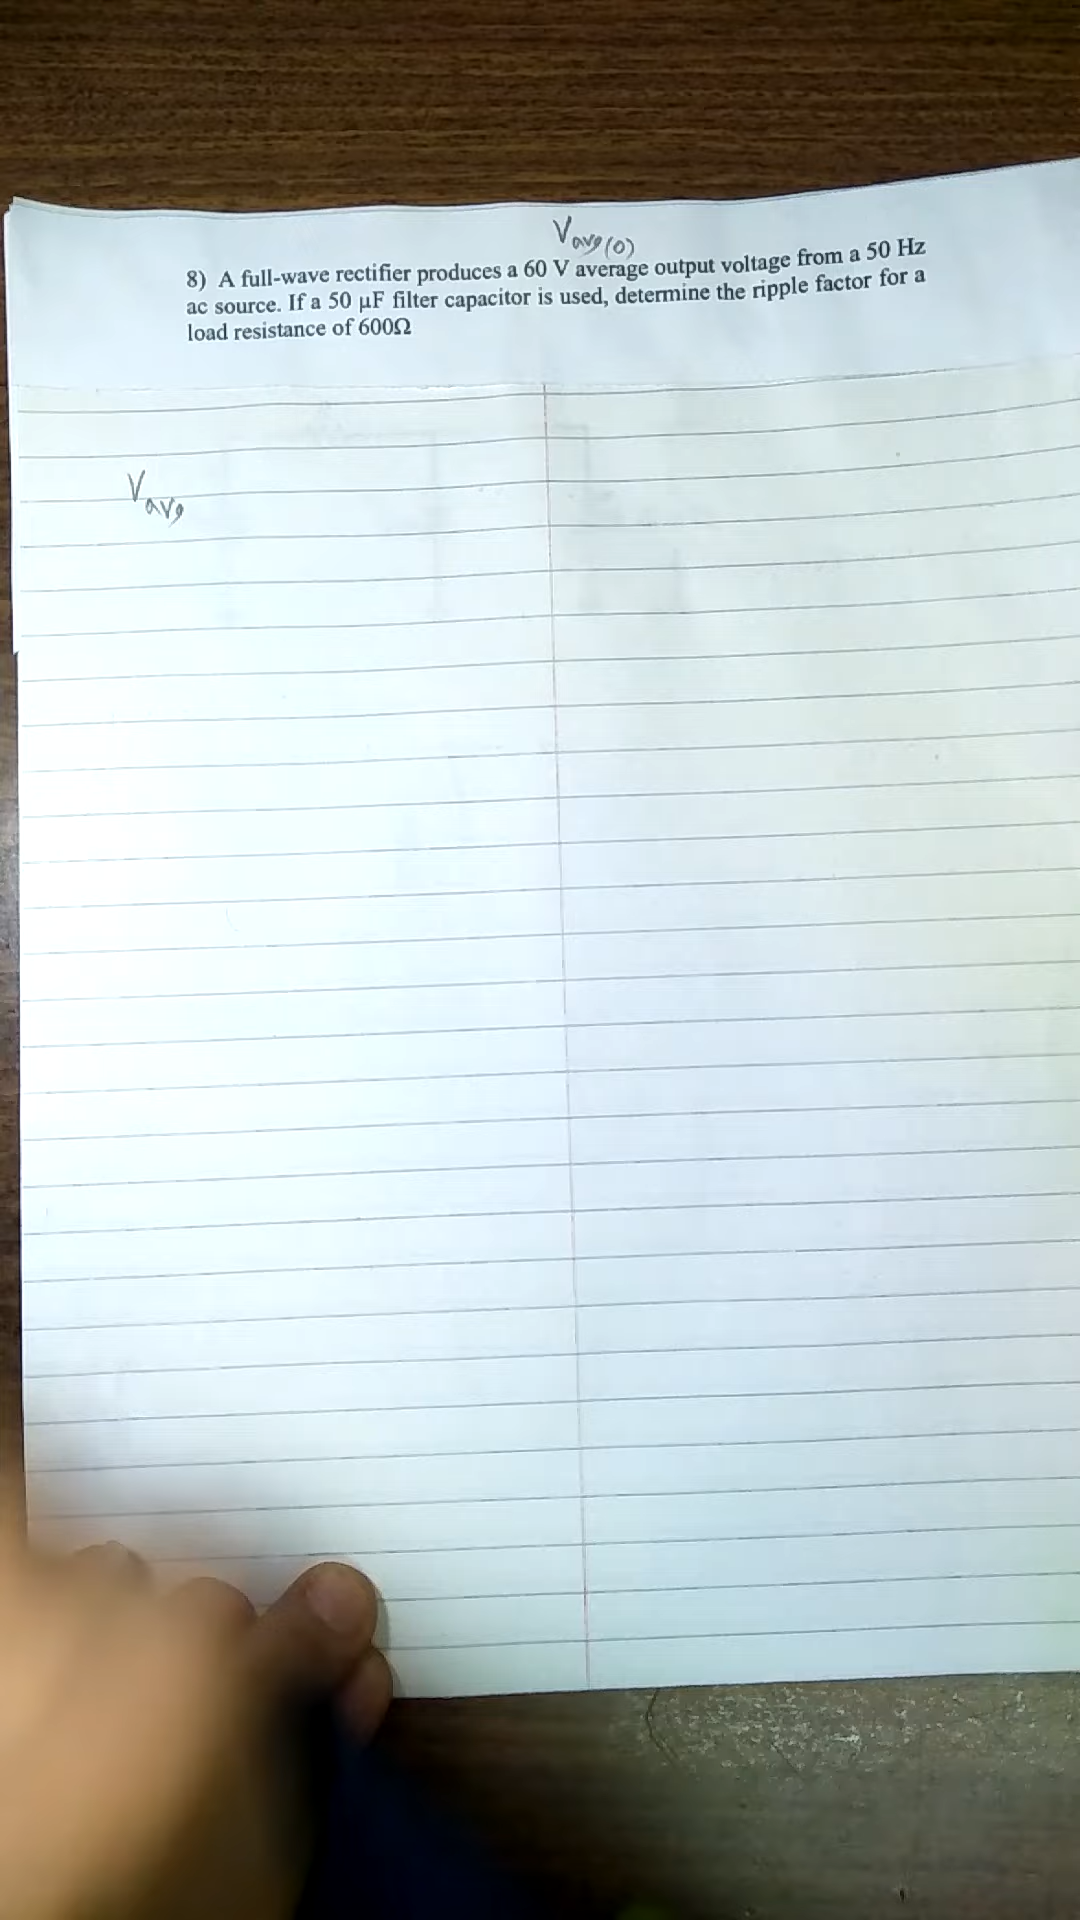 Vavg(0)
8) A full-wave rectifier produces a 60 V average output voltage from a 50 Hz
ac source. If a 50 μF filter capacitor is used, determine the ripple factor for a
load resistance of 600Ω
Vavg